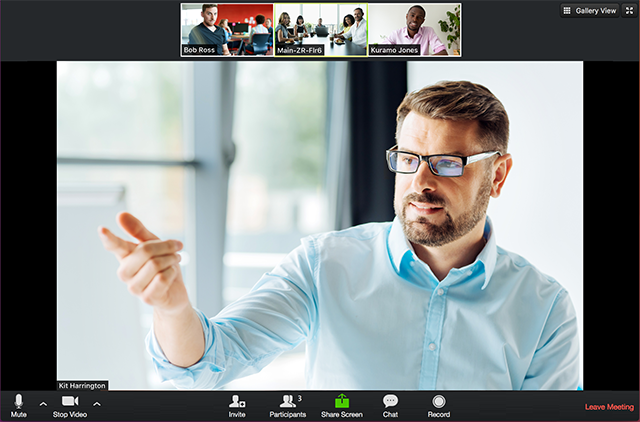 Gallery View
Bob Ross
Main-ZR-Flr6
Kuramo Jones
Kit Harrington
3
Mute
Stop Video
Invite
Participants
Share Screen
Chat
Record
Leave Meeting